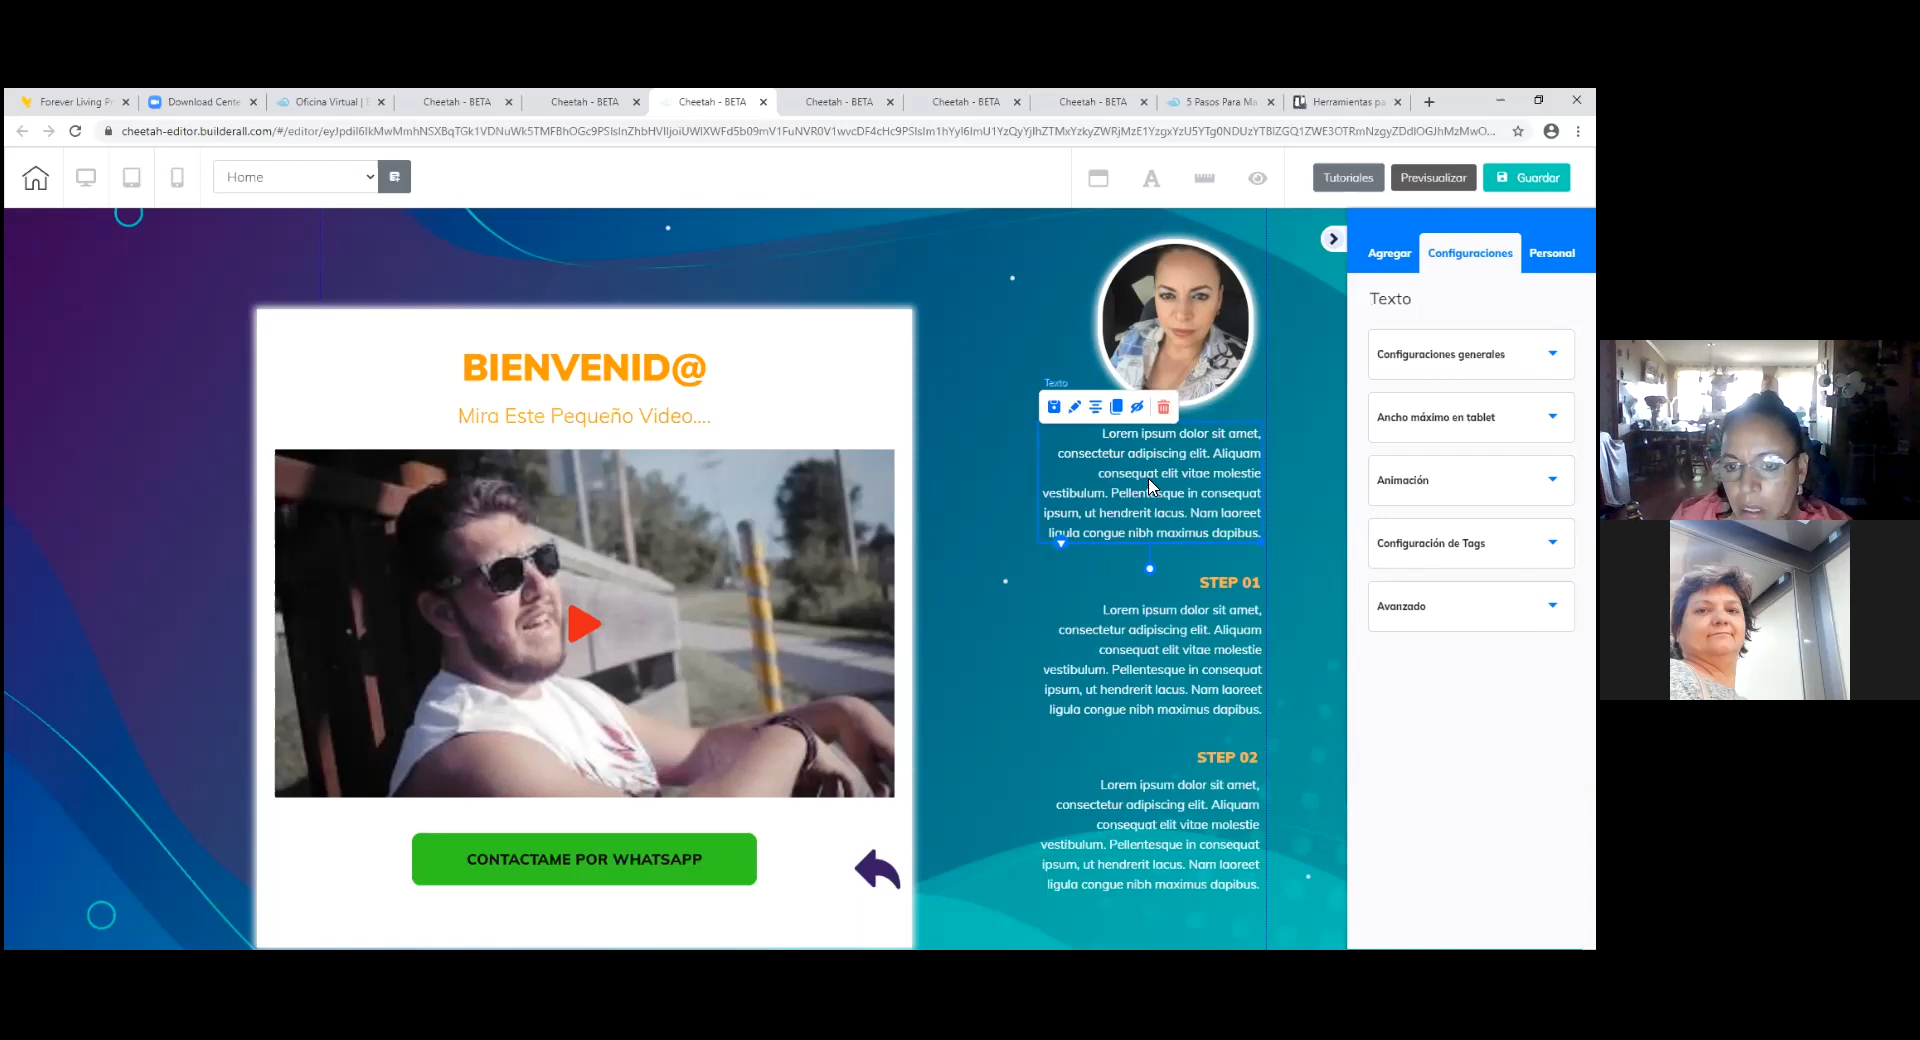 Forever Living Pr
Download Cente
Oficina Virtual |
Cheetah - BETA
Cheetah - BETA
Cheetah - BETA
Cheetah - BETA
Cheetah - BETA
Cheetah - BETA
5 Pasos Para Ma
Herramientas pa
Home
Tutoriales
Previsualizar
Guardar
Agregar
Configuraciones
Personal
Texto
Configuraciones generales
Ancho máximo en tablet
Animación
Configuración de Tags
Avanzado
BIENVENID@
Mira Este Pequeño Video....
CONTACTAME POR WHATSAPP
Texto
Lorem ipsum dolor sit amet,
consectetur adipiscing elit. Aliquam
consequat elit vitae molestie
vestibulum. Pellentesque in consequat
ipsum, ut hendrerit lacus. Nam laoreet
ligula congue nibh maximus dapibus.
STEP 01
Lorem ipsum dolor sit amet,
consectetur adipiscing elit. Aliquam
consequat elit vitae molestie
vestibulum. Pellentesque in consequat
ipsum, ut hendrerit lacus. Nam laoreet
ligula congue nibh maximus dapibus.
STEP 02
Lorem ipsum dolor sit amet,
consectetur adipiscing elit. Aliquam
consequat elit vitae molestie
vestibulum. Pellentesque in consequat
ipsum, ut hendrerit lacus. Nam laoreet
ligula congue nibh maximus dapibus.